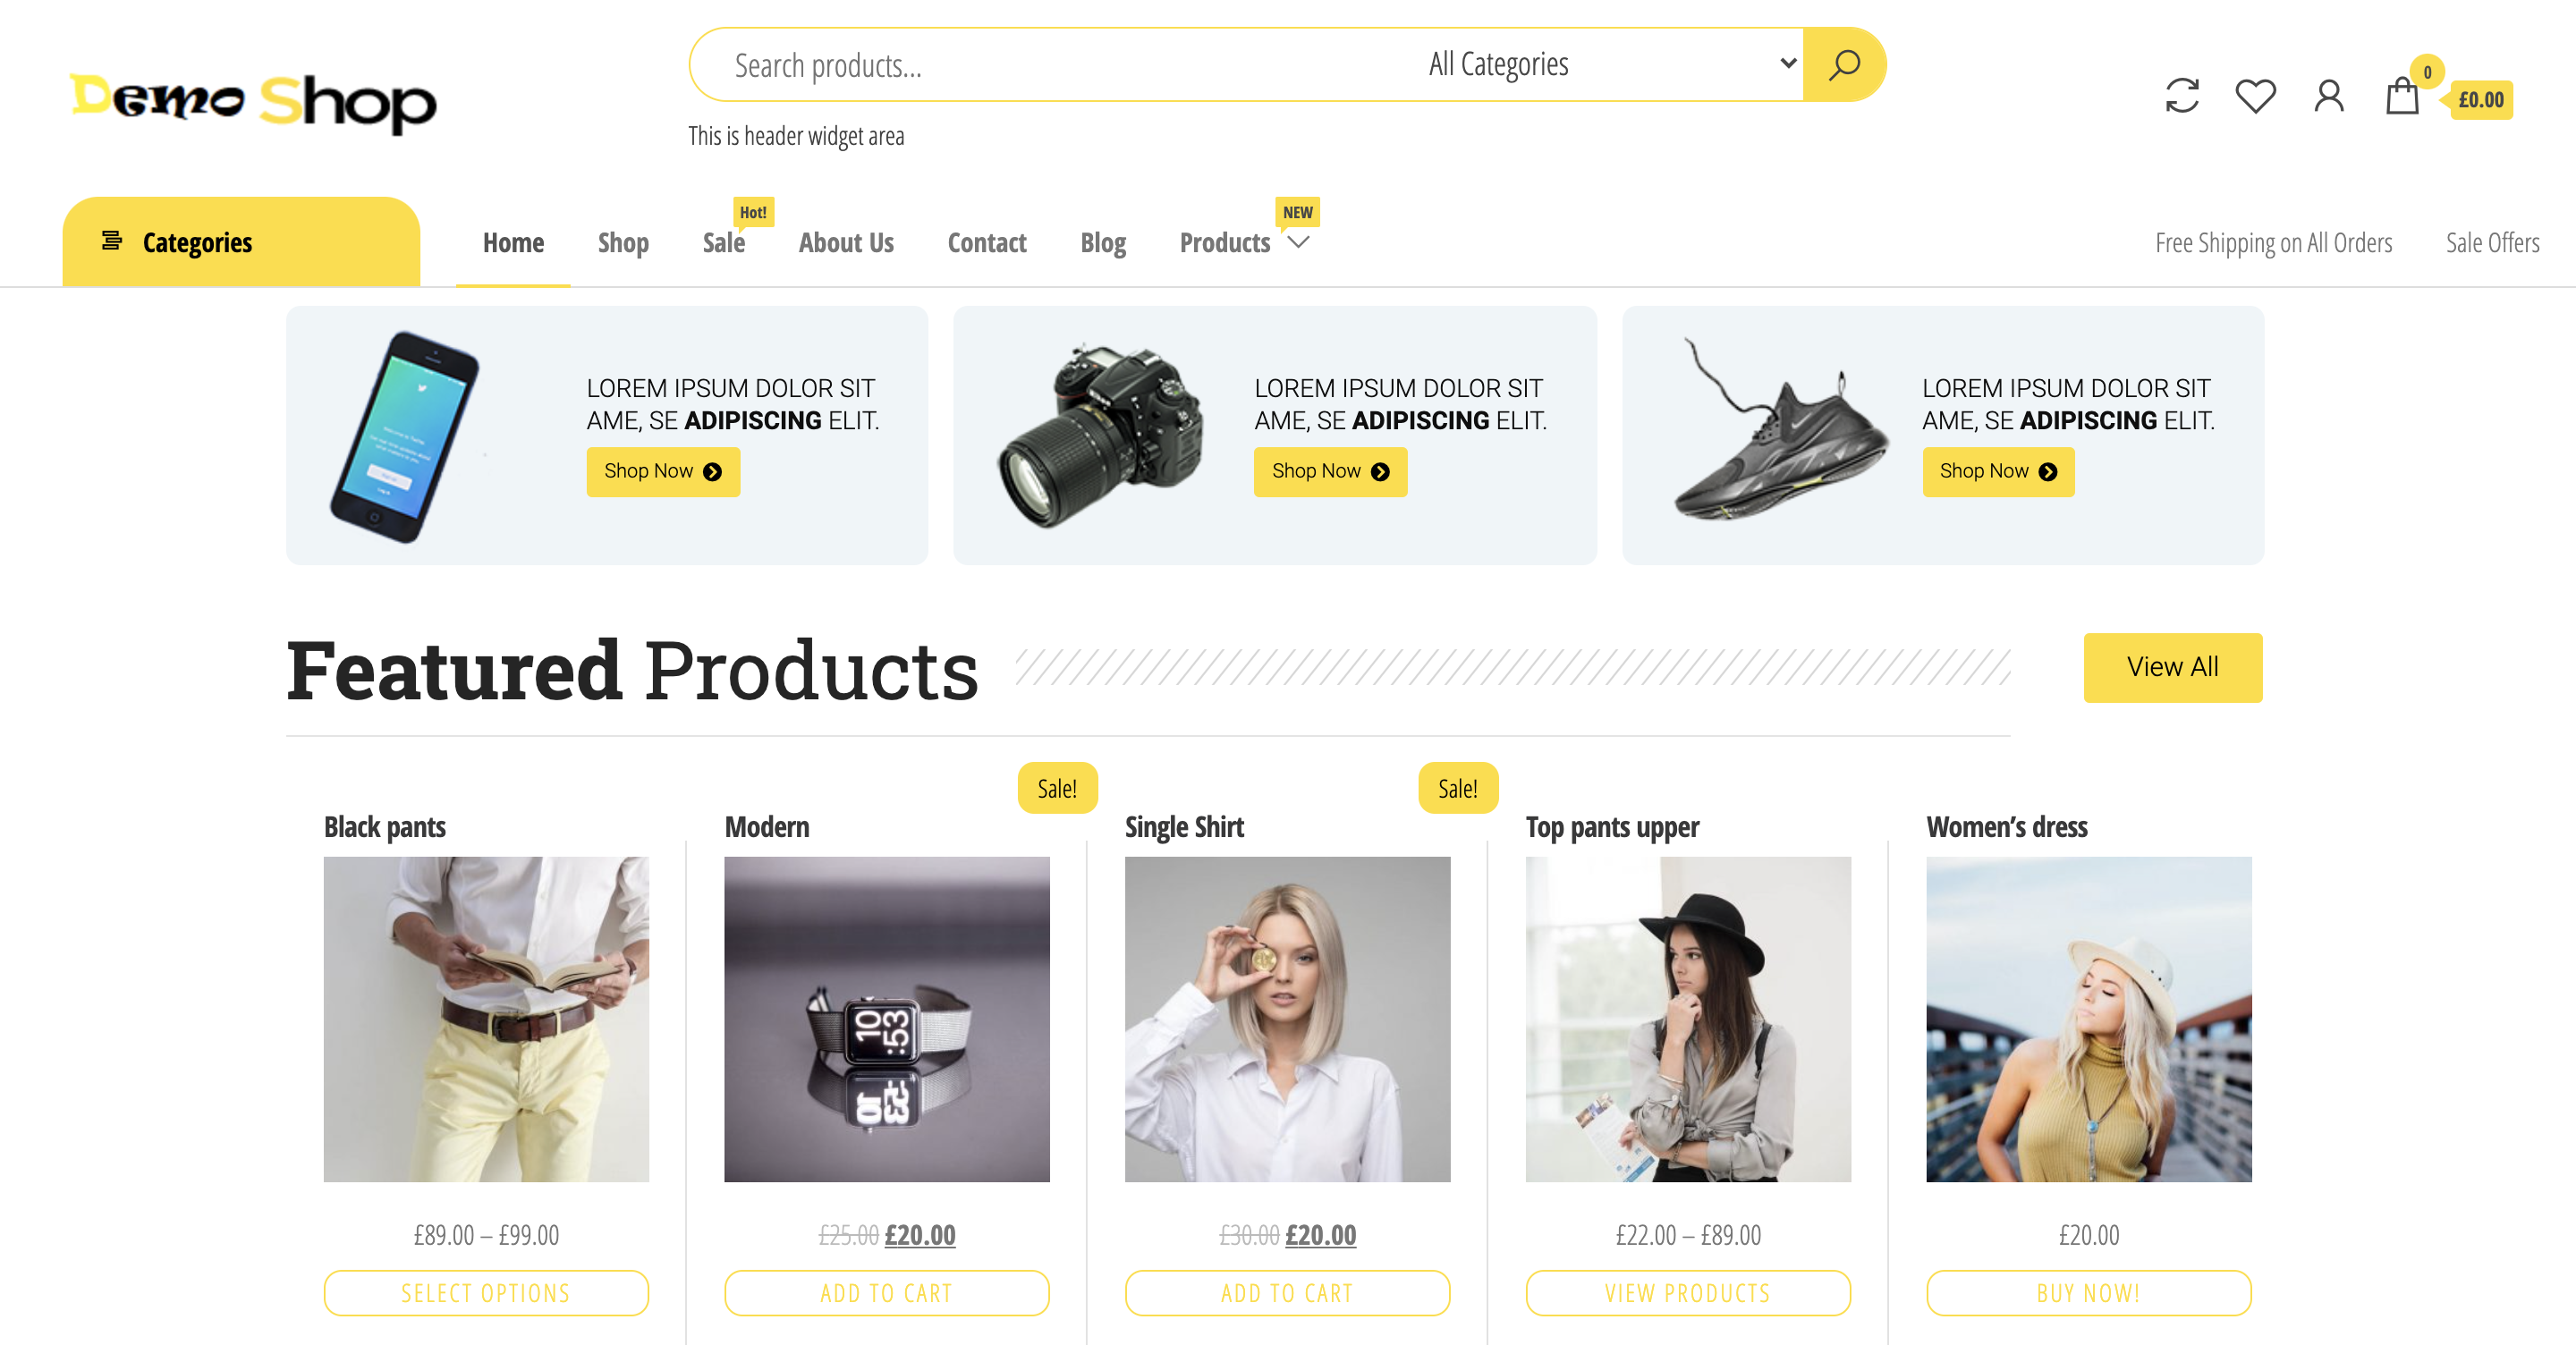 Demo Shop
Search products...
All Categories
This is header widget area
0
£0.00
Categories
Home
Shop
Sale
Hot!
About Us
Contact
Blog
Products
NEW
Free Shipping on All Orders
Sale Offers
LOREM IPSUM DOLOR SIT
AME, SE ADIPISCING ELIT.
Shop Now
LOREM IPSUM DOLOR SIT
AME, SE ADIPISCING ELIT.
Shop Now
LOREM IPSUM DOLOR SIT
AME, SE ADIPISCING ELIT.
Shop Now
Featured Products
View All
Black pants
£89.00 – £99.00
SELECT OPTIONS
Sale!
Modern
10
:53
£25.00 £20.00
ADD TO CART
Sale!
Single Shirt
£30.00 £20.00
ADD TO CART
Top pants upper
£22.00 – £89.00
VIEW PRODUCTS
Women’s dress
£20.00
BUY NOW!